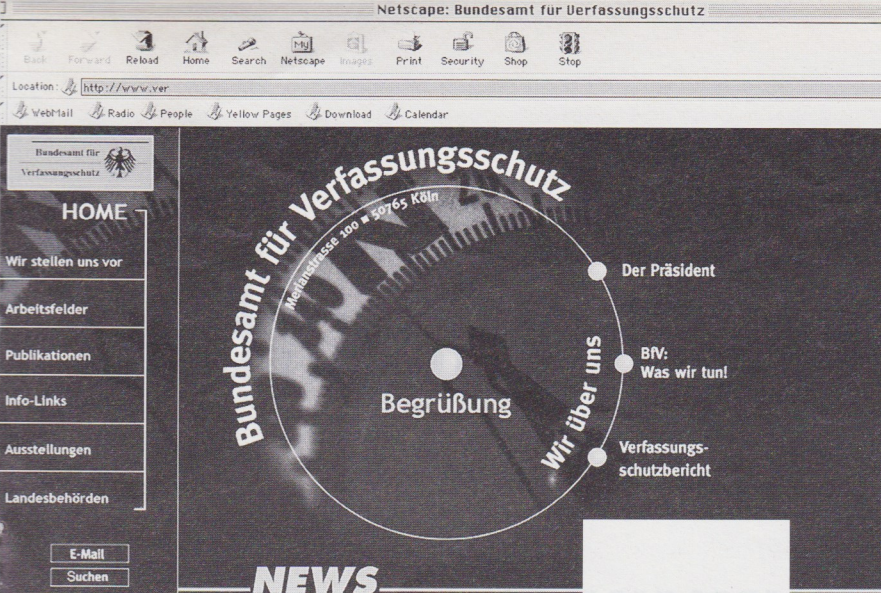 Netscape: Bundesamt für Verfassungsschutz
Back Forward Reload Home Search Netscape Images Print Security Shop Stop
Location: http://www.ver
WebMail Radio People Yellow Pages Download Calendar
Bundesamt für
Verfassungsschutz
HOME
Wir stellen uns vor
Arbeitsfelder
Publikationen
Info-Links
Ausstellungen
Landesbehörden
E-Mail
Suchen
Bundesamt für Verfassungsschutz
Merianstrasse 100 ■ 50765 Köln
Begrüßung
Wir über uns
Der Präsident
BfV:
Was wir tun!
Verfassungs-
schutzbericht
NEWS
My